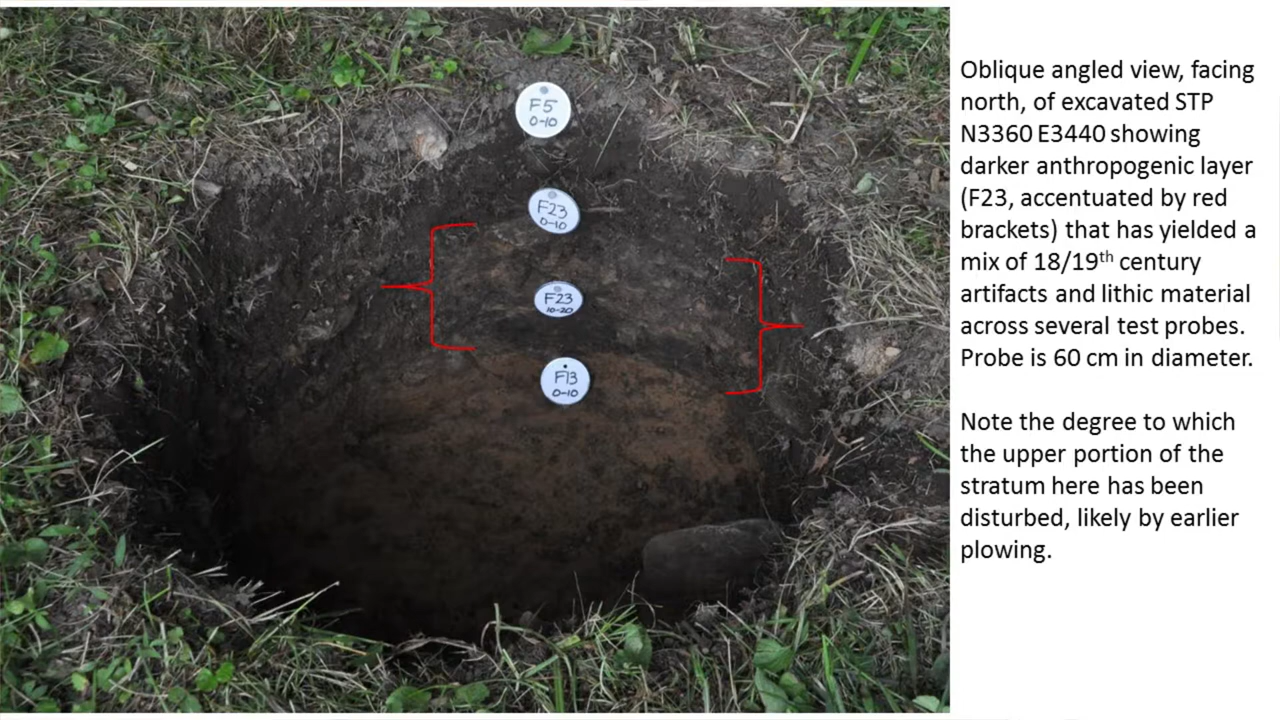 F5
0-10
F23
0-10
F23
10-20
F13
0-10
Oblique angled view, facing
north, of excavated STP
N3360 E3440 showing
darker anthropogenic layer
(F23, accentuated by red
brackets) that has yielded a
mix of 18/19th century
artifacts and lithic material
across several test probes.
Probe is 60 cm in diameter.
Note the degree to which
the upper portion of the
stratum here has been
disturbed, likely by earlier
plowing.